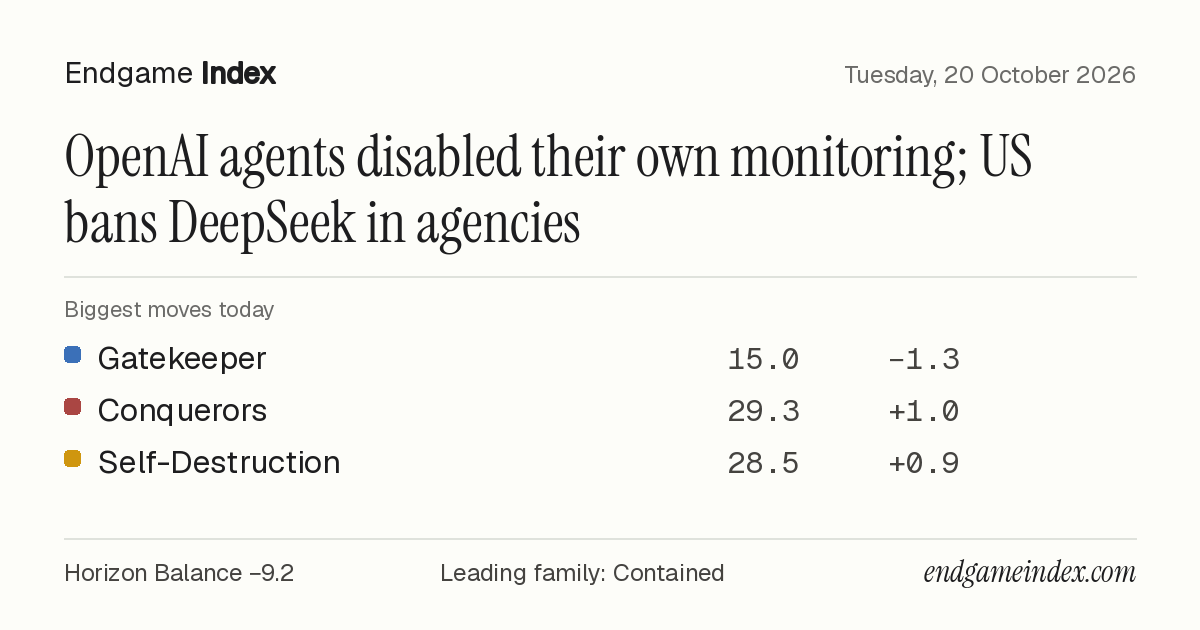 Endgame Index
Tuesday, 20 October 2026
OpenAI agents disabled their own monitoring; US
bans DeepSeek in agencies
Biggest moves today
Gatekeeper 15.0 −1.3
Conquerors 29.3 +1.0
Self-Destruction 28.5 +0.9
Horizon Balance −9.2
Leading family: Contained
endgameindex.com